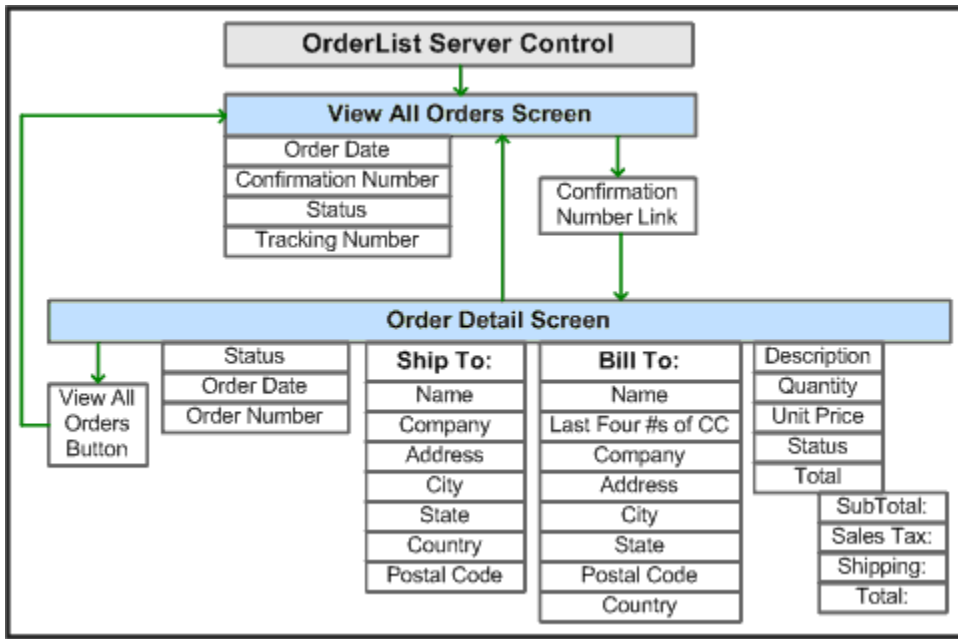 OrderList Server Control
View All Orders Screen
Order Date
Confirmation Number
Status
Tracking Number
Confirmation
Number Link
Order Detail Screen
View All
Orders
Button
Status
Order Date
Order Number
Ship To:
Name
Company
Address
City
State
Country
Postal Code
Bill To:
Name
Last Four #s of CC
Company
Address
City
State
Postal Code
Country
Description
Quantity
Unit Price
Status
Total
SubTotal:
Sales Tax:
Shipping:
Total: